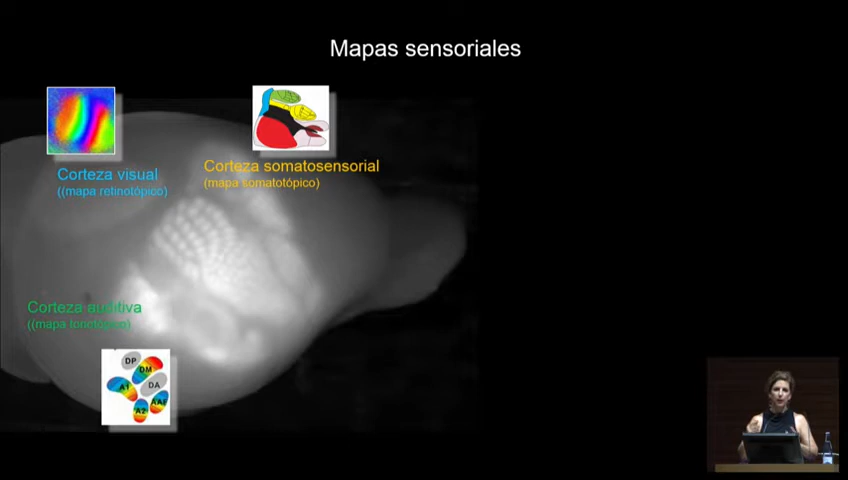 Mapas sensoriales
Corteza visual
((mapa retinotópico)
Corteza somatosensorial
(mapa somatotópico)
Corteza auditiva
((mapa tonotópico)
DP
DM
A1
DA
A2
AAF